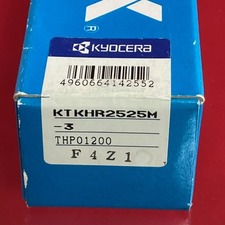 KYOCERA
4960664142552
KTKHR2525M
-3
THP01200
F4Z1